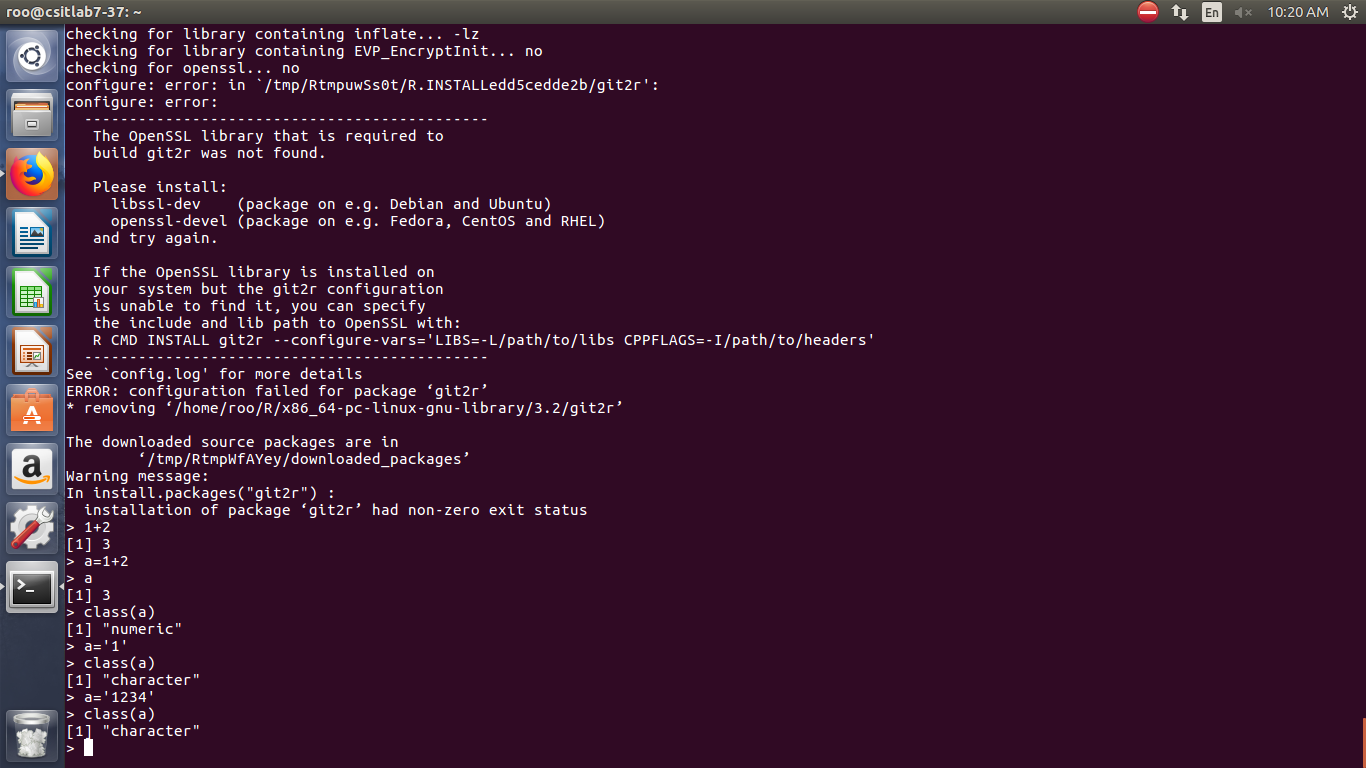 roo@csitlab7-37: ~
En
10:20 AM
checking for library containing inflate... -lz
checking for library containing EVP_EncryptInit... no
checking for openssl... no
configure: error: in `/tmp/RtmpuwSs0t/R.INSTALLedd5cedde2b/git2r':
configure: error:
---------------------------------------------
The OpenSSL library that is required to
build git2r was not found.
Please install:
libssl-dev    (package on e.g. Debian and Ubuntu)
openssl-devel (package on e.g. Fedora, CentOS and RHEL)
and try again.
If the OpenSSL library is installed on
your system but the git2r configuration
is unable to find it, you can specify
the include and lib path to OpenSSL with:
R CMD INSTALL git2r --configure-vars='LIBS=-L/path/to/libs CPPFLAGS=-I/path/to/headers'
---------------------------------------------
See `config.log' for more details
ERROR: configuration failed for package ‘git2r’
* removing ‘/home/roo/R/x86_64-pc-linux-gnu-library/3.2/git2r’
The downloaded source packages are in
‘/tmp/RtmpWfAYey/downloaded_packages’
Warning message:
In install.packages("git2r") :
installation of package ‘git2r’ had non-zero exit status
> 1+2
[1] 3
> a=1+2
> a
[1] 3
> class(a)
[1] "numeric"
> a='1'
> class(a)
[1] "character"
> a='1234'
> class(a)
[1] "character"
>